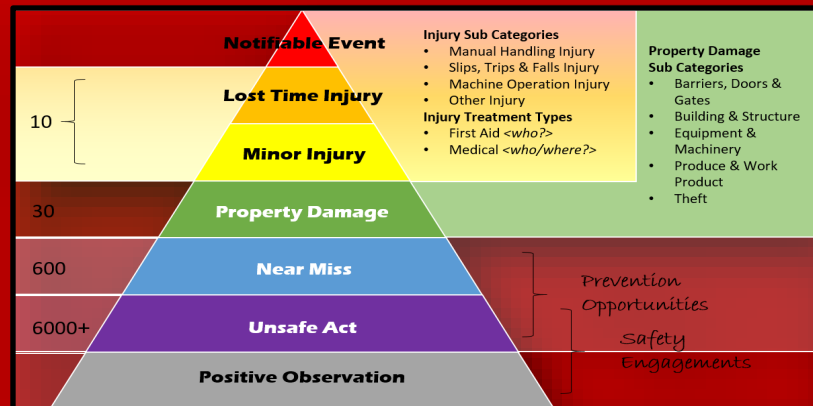 Notifiable Event
Lost Time Injury
10
Minor Injury
30
Property Damage
600
Near Miss
6000+
Unsafe Act
Positive Observation
Injury Sub Categories
• Manual Handling Injury
• Slips, Trips & Falls Injury
• Machine Operation Injury
• Other Injury
Injury Treatment Types
• First Aid <who?>
• Medical <who/where?>
Property Damage
Sub Categories
• Barriers, Doors &
Gates
• Building & Structure
• Equipment &
Machinery
• Produce & Work
Product
• Theft
Prevention
Opportunities
Safety
Engagements